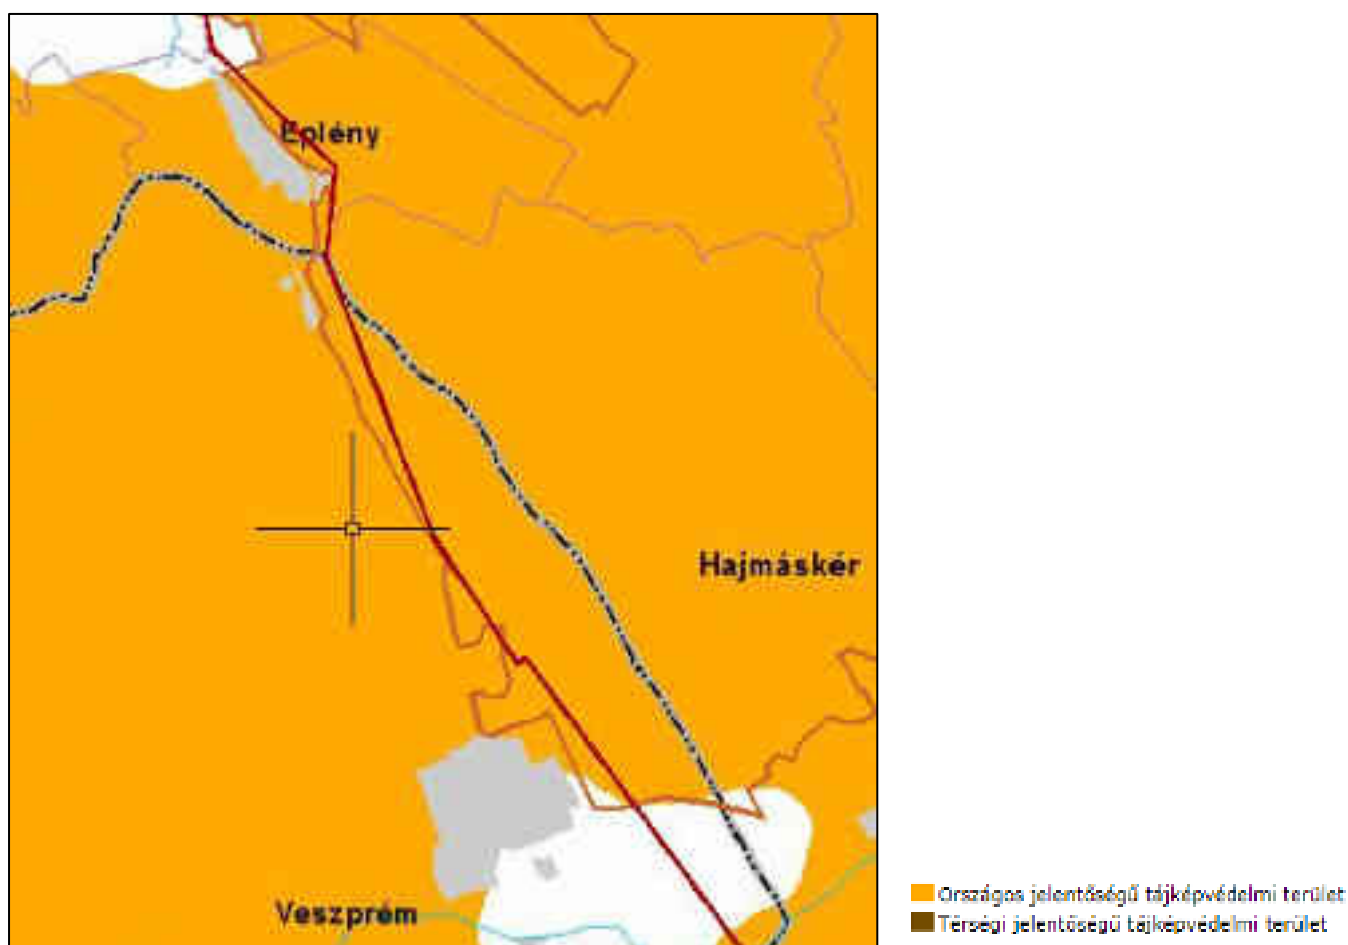 Eplény
Hajmáskér
Veszprém
Országos jelentőségű tájképvédelmi terület
Térségi jelentőségű tájképvédelmi terület